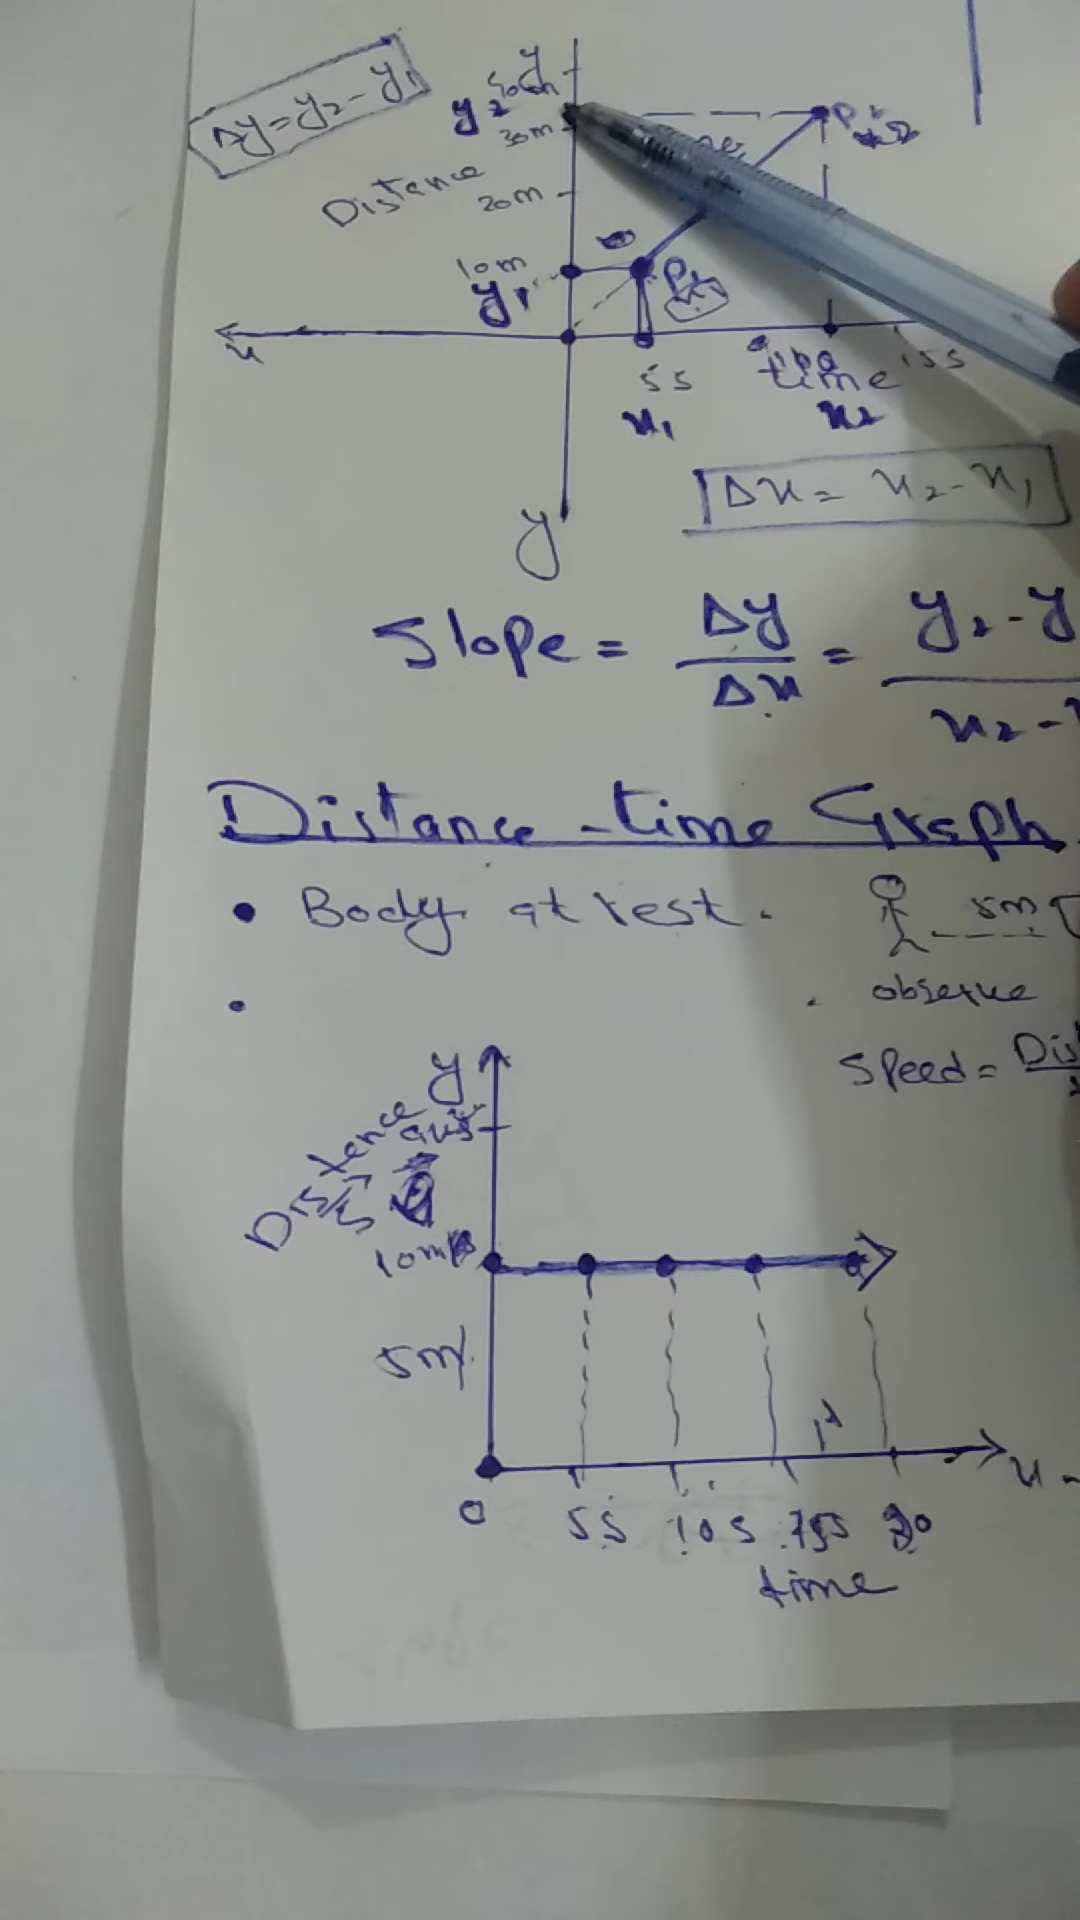 Δy = y₂ - y₁
y
40m
y₂
30m
Distance
20m
10m
y₁
P₁
x
5s
time
15s
x₁
x₂
Δx = x₂ - x₁
y
Slope = Δy/Δx = y₂ - y / x₂ -
Distance - time Graph
• Body at rest.
5m
•
observe
Speed = Dis
y
axis
Distance
10m
5m
x
0
5s
10s
15s
20
time